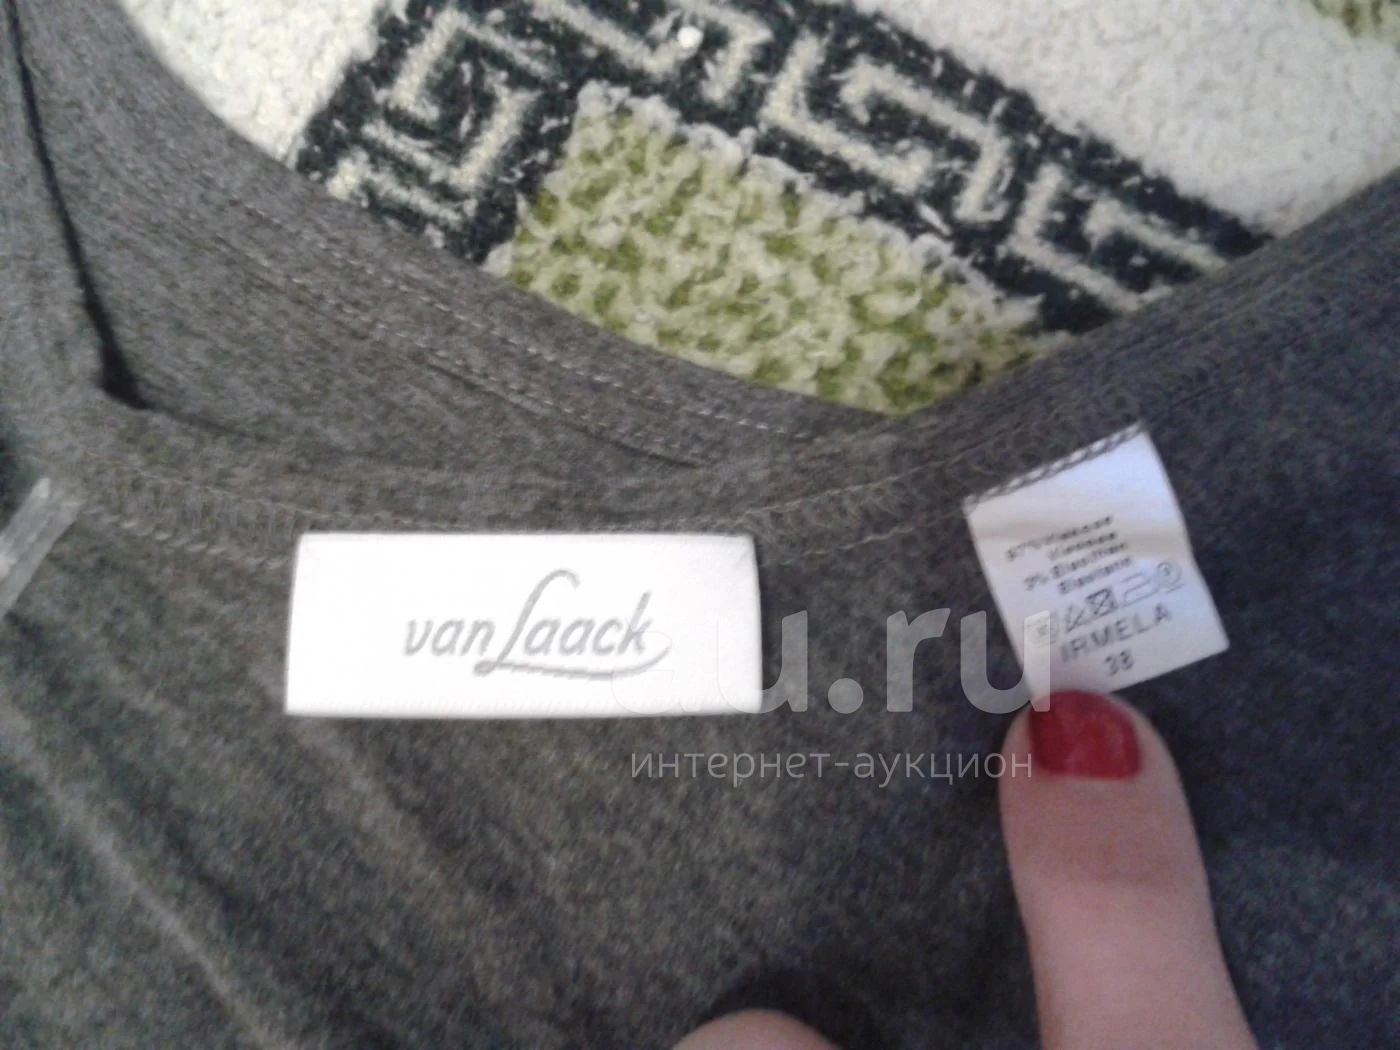 van Laack
97% Viskose
Viscose
3% Elasthan
Elastane
IRMELA
38
au.ru
интернет-аукцион